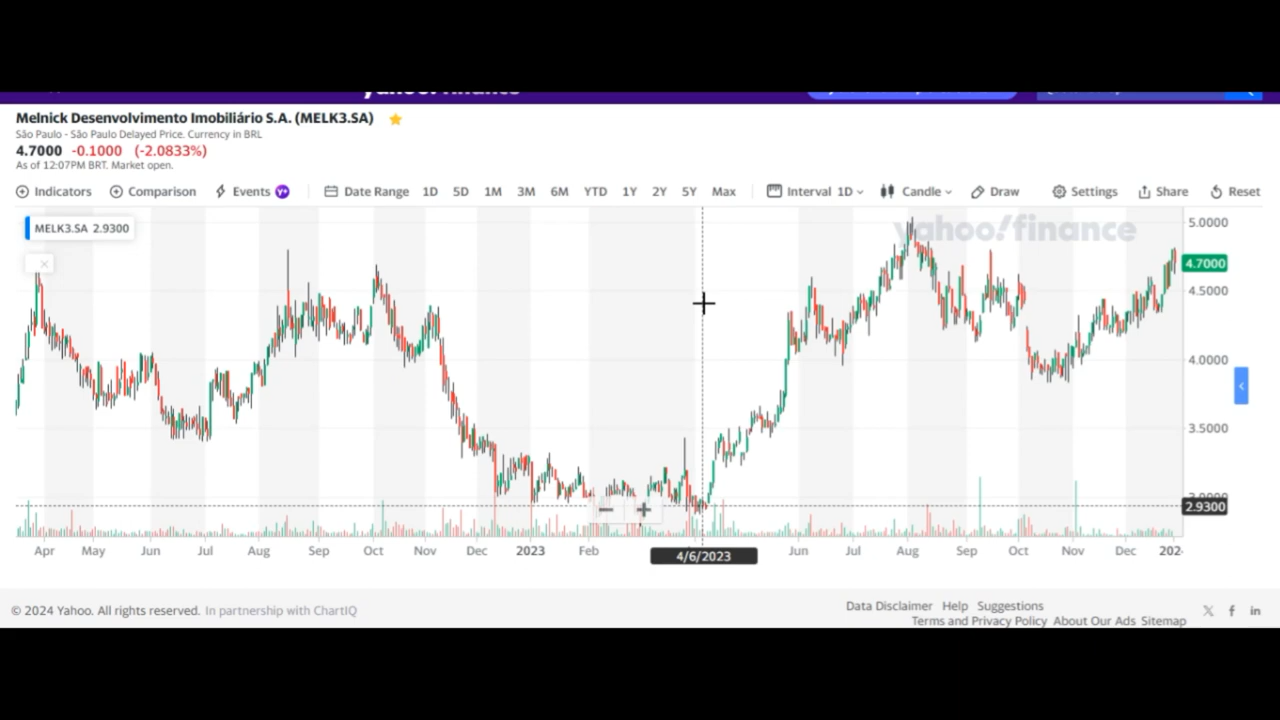 Melnick Desenvolvimento Imobiliário S.A. (MELK3.SA)
São Paulo - São Paulo Delayed Price. Currency in BRL
4.7000 -0.1000 (-2.0833%)
As of 12:07PM BRT. Market open.
Indicators Comparison Events Y+ Date Range 1D 5D 1M 3M 6M YTD 1Y 2Y 5Y Max Interval 1D Candle Draw Settings Share Reset
MELK3.SA 2.9300
yahoo!finance
5.0000
4.7000
4.5000
4.0000
3.5000
3.0000
2.9300
Apr May Jun Jul Aug Sep Oct Nov Dec 2023 Feb 4/6/2023 Jun Jul Aug Sep Oct Nov Dec 202
© 2024 Yahoo. All rights reserved. In partnership with ChartIQ
Data Disclaimer Help Suggestions
Terms and Privacy Policy About Our Ads Sitemap